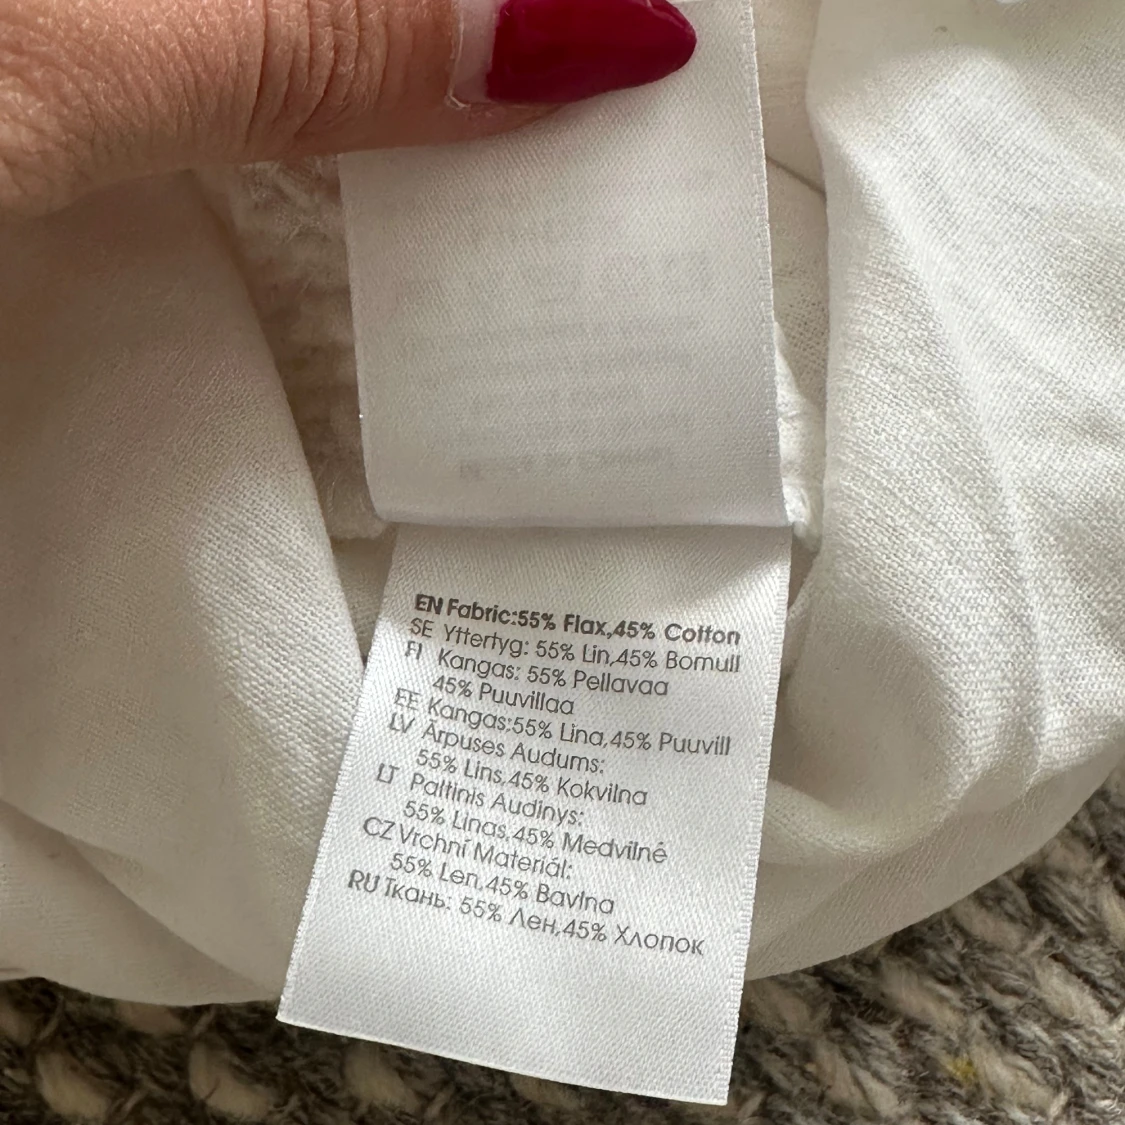 EN Fabric:55% Flax,45% Cotton
SE Yttertyg: 55% Lin,45% Bomull
FI Kangas: 55% Pellavaa
45% Puuvillaa
EE Kangas:55% Lina,45% Puuvill
LV Ārpuses Audums:
55% Lins,45% Kokvilna
LT Paltinis Audinys:
55% Linas,45% Medvilnė
CZ Vrchní Materiál:
55% Len,45% Bavlna
RU Ткань: 55% Лен,45% Хлопок